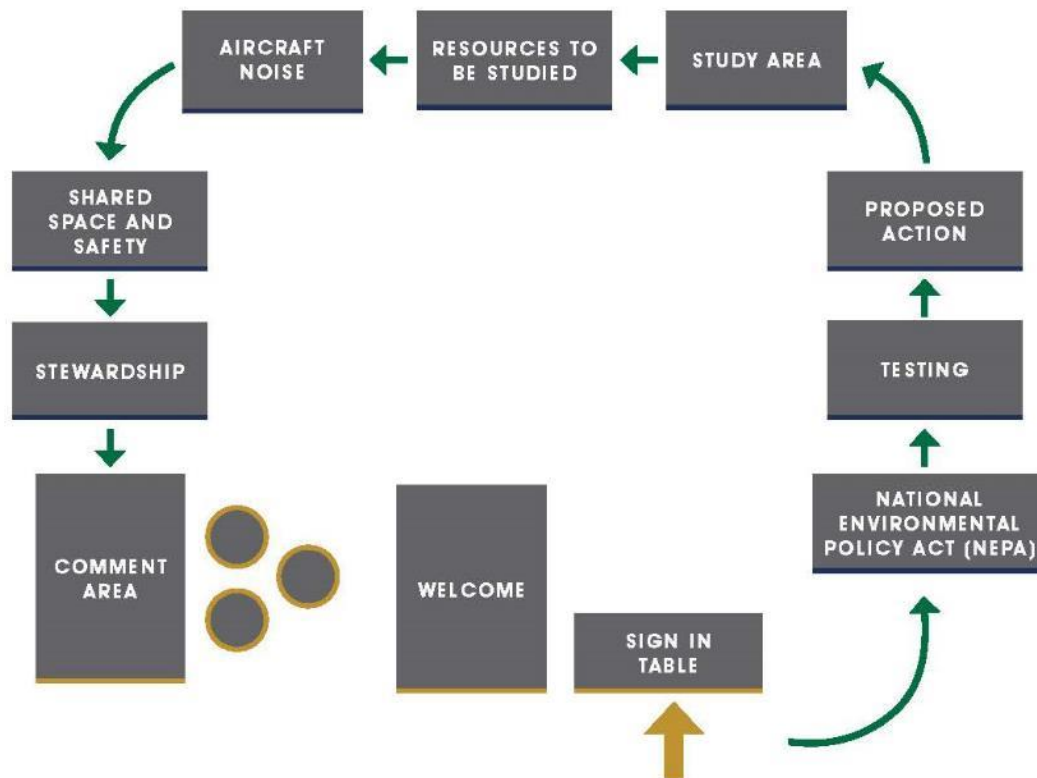 AIRCRAFT
NOISE
RESOURCES TO
BE STUDIED
STUDY AREA
SHARED
SPACE AND
SAFETY
PROPOSED
ACTION
STEWARDSHIP
TESTING
COMMENT
AREA
WELCOME
NATIONAL
ENVIRONMENTAL
POLICY ACT (NEPA)
SIGN IN
TABLE